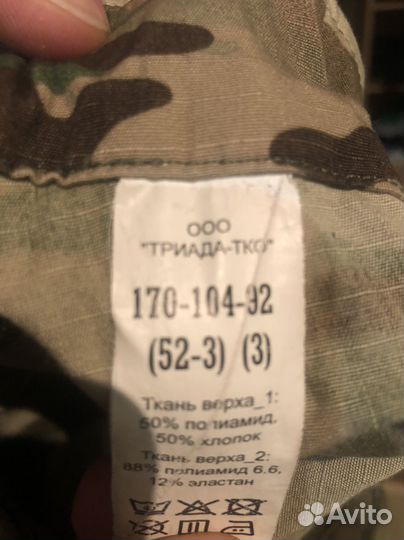 ООО
"ТРИАДА-ТКО"
170-104-92
(52-3) (3)
Ткань верха_1:
50% полиамид,
50% хлопок
Ткань верха_2:
88% полиамид 6.6,
12% эластан
Avito